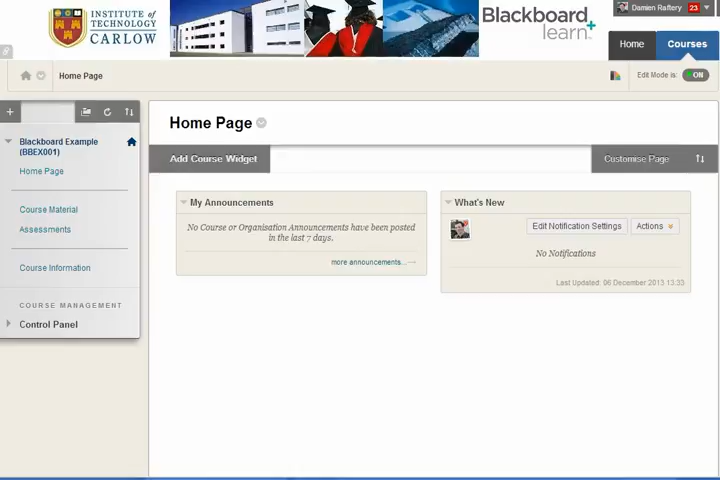 INSTITUTE of
TECHNOLOGY
CARLOW
Blackboard
learn+
Damien Raftery 23
Home
Courses
Home Page
Edit Mode is: ON
Blackboard Example
(BBEX001)
Home Page
Course Material
Assessments
Course Information
COURSE MANAGEMENT
Control Panel
Home Page
Add Course Widget
Customise Page
My Announcements
No Course or Organisation Announcements have been posted
in the last 7 days.
more announcements...
What's New
Edit Notification Settings
Actions
No Notifications
Last Updated: 06 December 2013 13:33